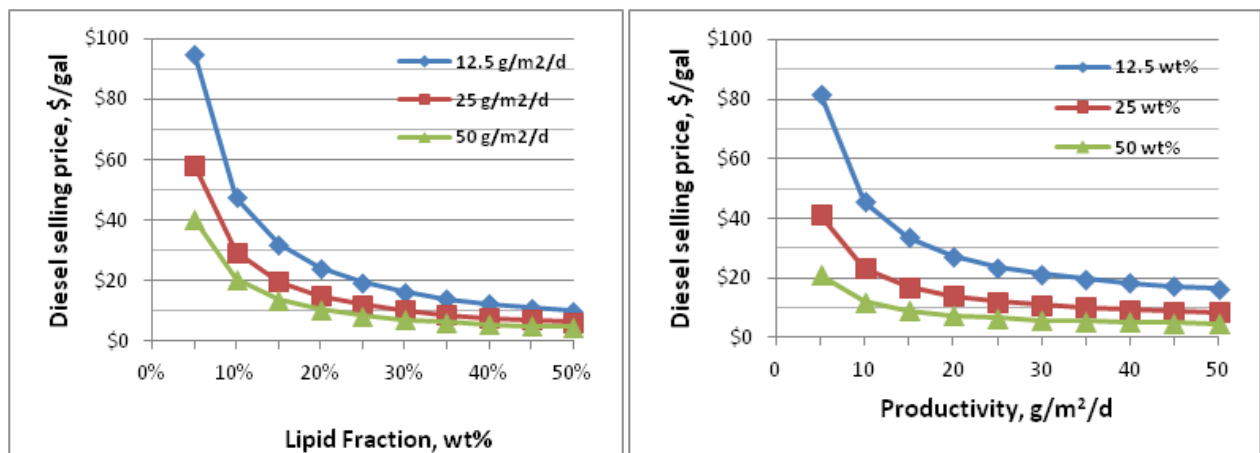 Diesel selling price, $/gal
$100
$80
$60
$40
$20
$0
12.5 g/m2/d
25 g/m2/d
50 g/m2/d
0% 10% 20% 30% 40% 50%
Lipid Fraction, wt%
Diesel selling price, $/gal
$100
$80
$60
$40
$20
$0
12.5 wt%
25 wt%
50 wt%
0 10 20 30 40 50
Productivity, g/m²/d